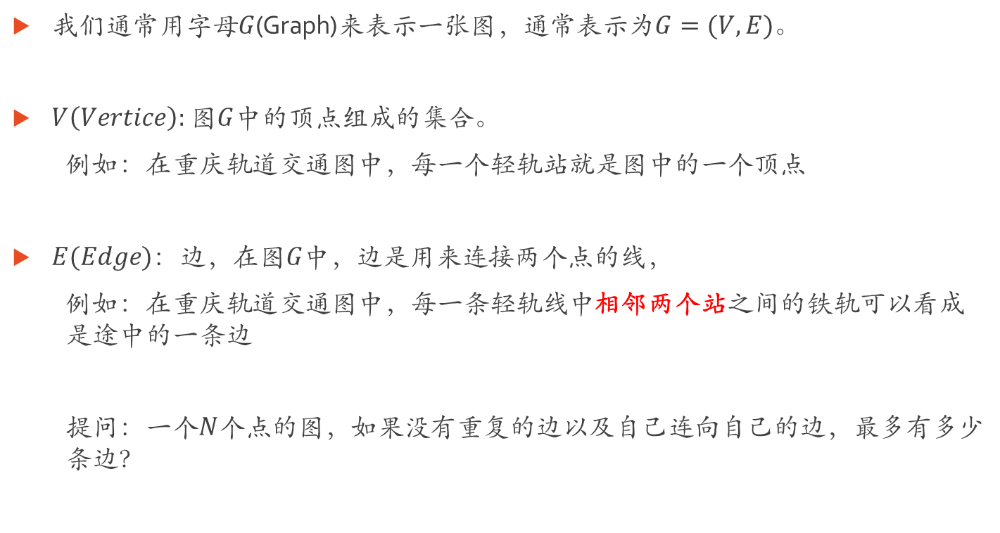 我们通常用字母G(Graph)来表示一张图，通常表示为G = (V, E)。
V(Vertice): 图G中的顶点组成的集合。
例如：在重庆轨道交通图中，每一个轻轨站就是图中的一个顶点
E(Edge)：边，在图G中，边是用来连接两个点的线，
例如：在重庆轨道交通图中，每一条轻轨线中相邻两个站之间的铁轨可以看成
是途中的一条边
提问：一个N个点的图，如果没有重复的边以及自己连向自己的边，最多有多少
条边？